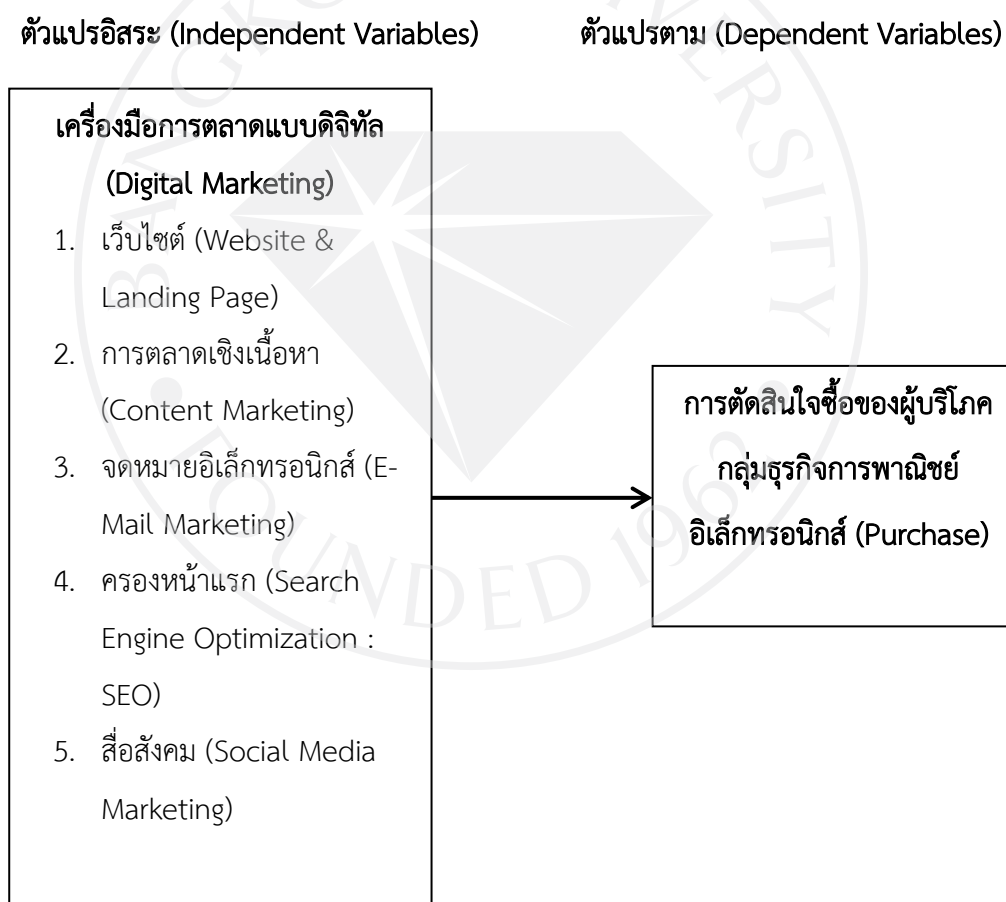 ตัวแปรอิสระ (Independent Variables)
ตัวแปรตาม (Dependent Variables)
เครื่องมือการตลาดแบบดิจิทัล
(Digital Marketing)
1. เว็บไซต์ (Website &
Landing Page)
2. การตลาดเชิงเนื้อหา
(Content Marketing)
3. จดหมายอิเล็กทรอนิกส์ (E-
Mail Marketing)
4. ครองหน้าแรก (Search
Engine Optimization :
SEO)
5. สื่อสังคม (Social Media
Marketing)
การตัดสินใจซื้อของผู้บริโภค
กลุ่มธุรกิจการพาณิชย์
อิเล็กทรอนิกส์ (Purchase)
FOUNDED 1962